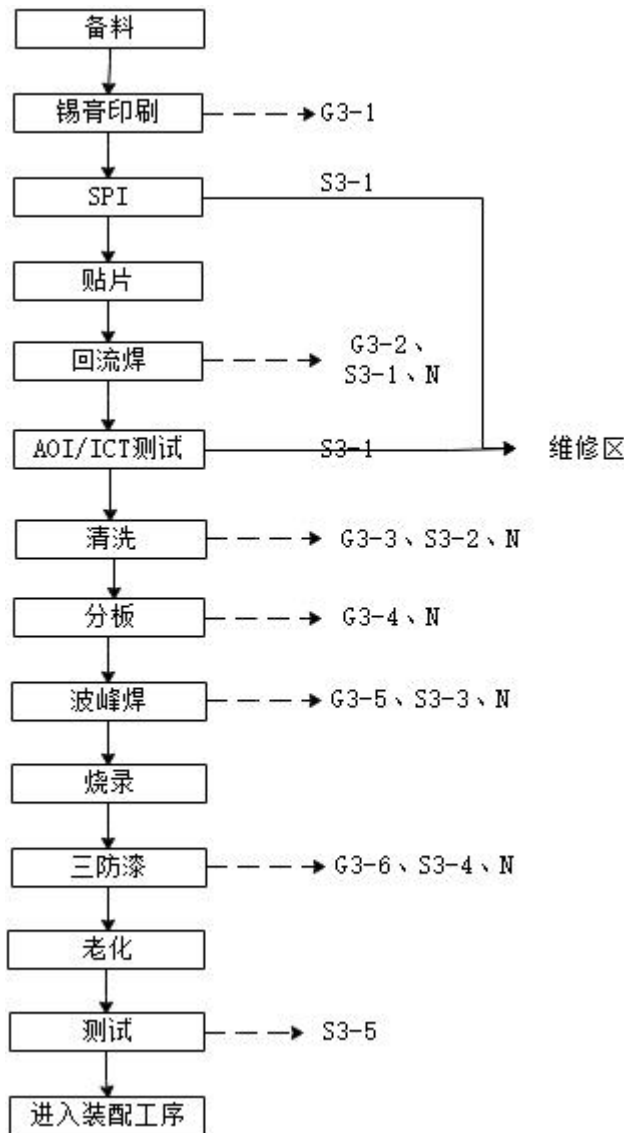 备料
锡膏印刷
G3-1
SPI
S3-1
贴片
回流焊
G3-2、
S3-1、N
AOI/ICT测试
S3-1
维修区
清洗
G3-3、S3-2、N
分板
G3-4、N
波峰焊
G3-5、S3-3、N
烧录
三防漆
G3-6、S3-4、N
老化
测试
S3-5
进入装配工序